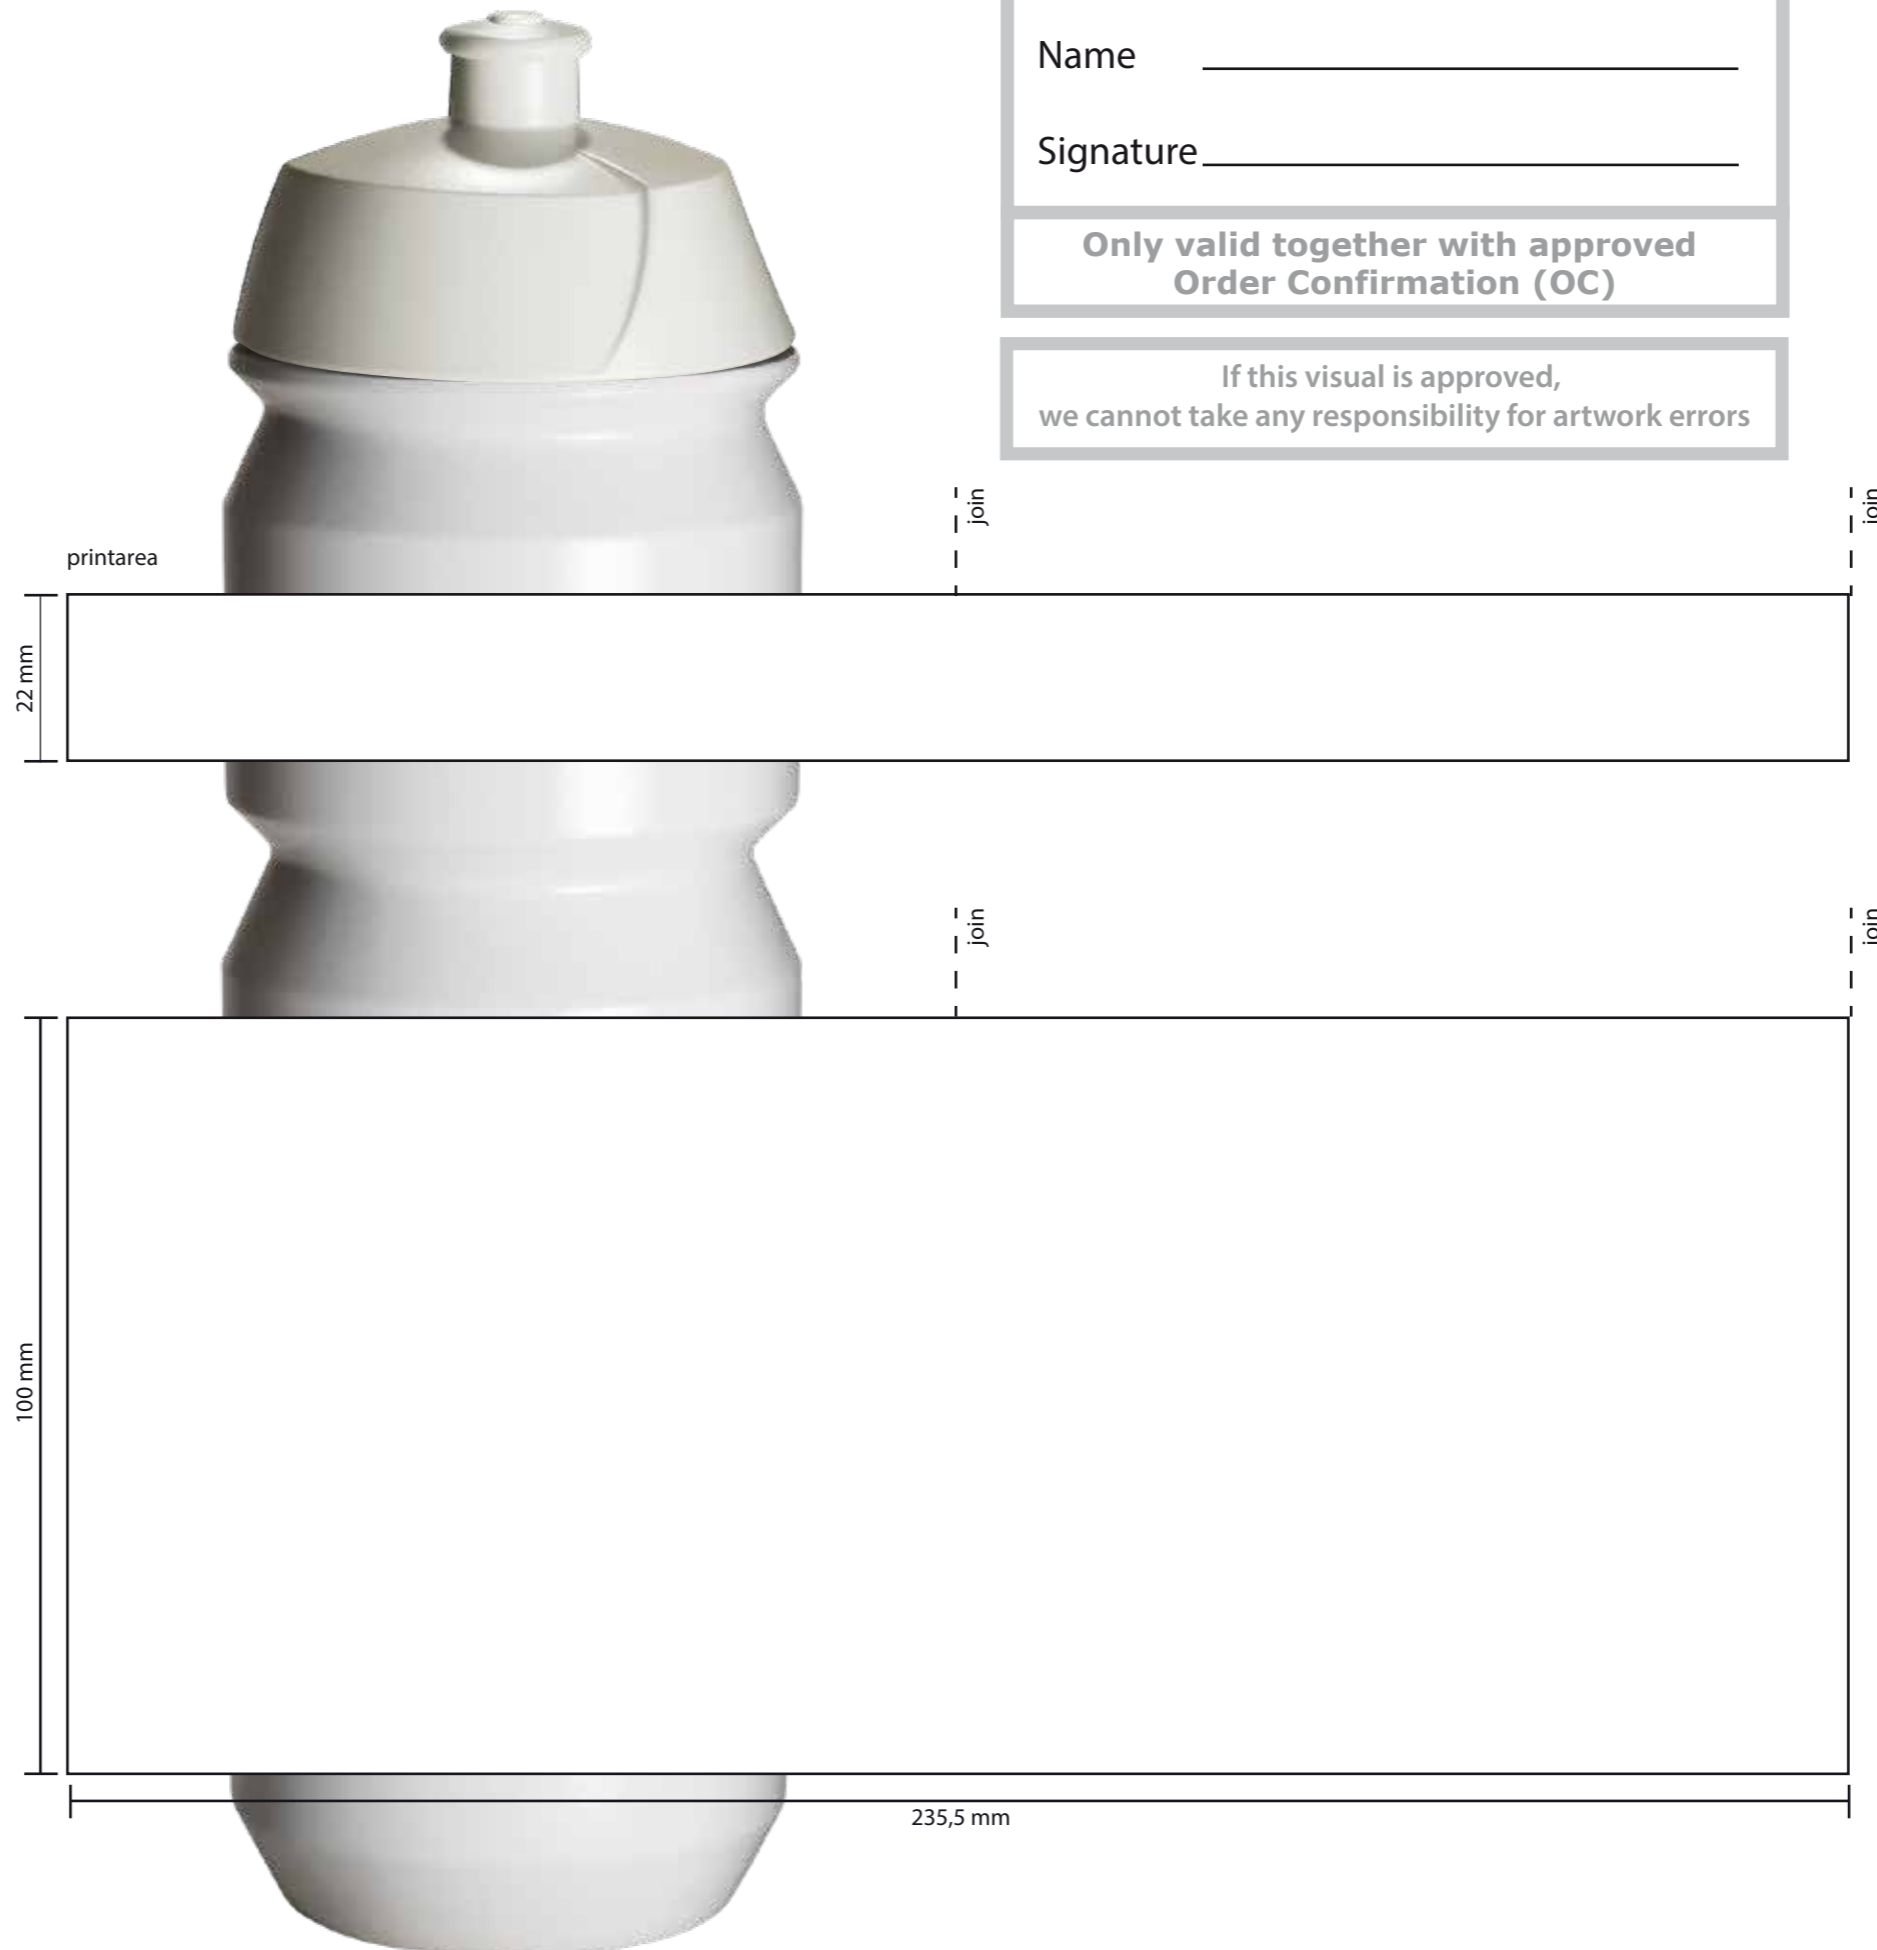 Name
Signature
Only valid together with approved
Order Confirmation (OC)
If this visual is approved,
we cannot take any responsibility for artwork errors
join
join
printarea
22 mm
join
join
100 mm
235,5 mm